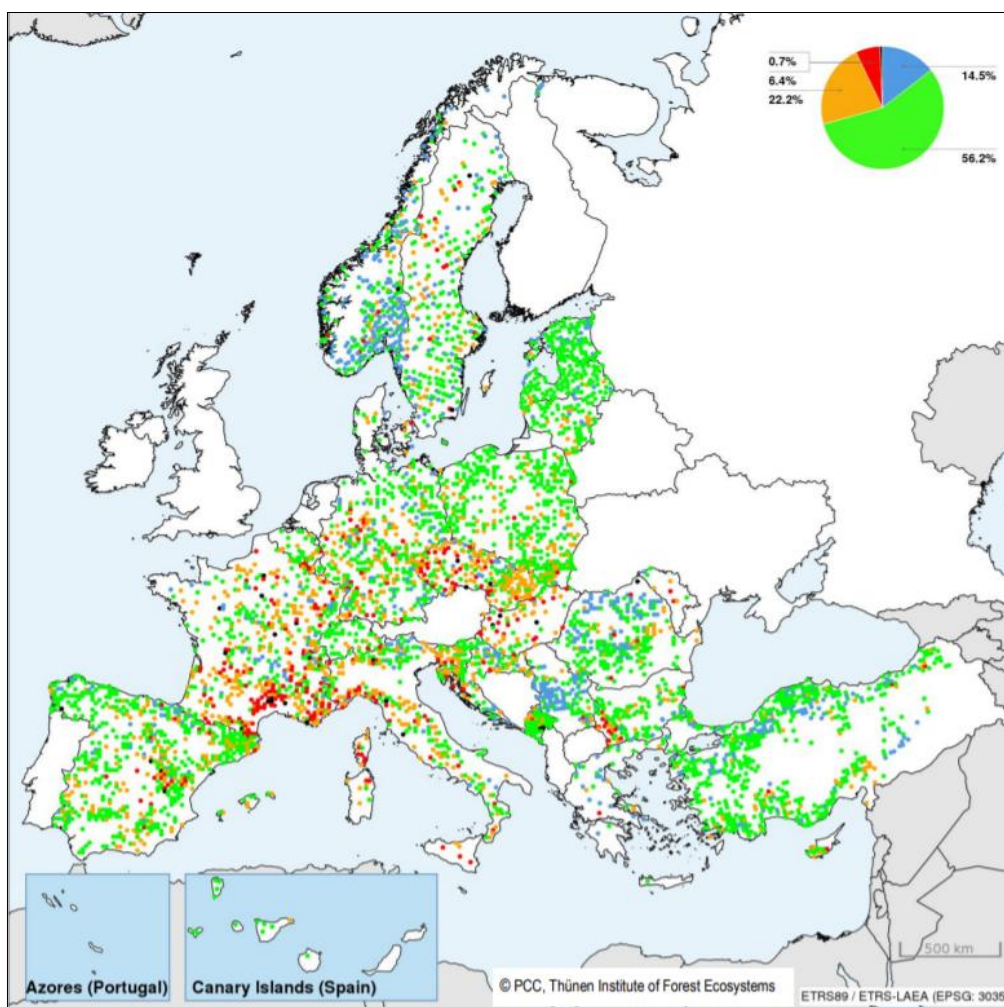 0.7%
6.4%
22.2%
14.5%
56.2%
500 km
Azores (Portugal)
Canary Islands (Spain)
© PCC, Thünen Institute of Forest Ecosystems
ETRS89 / ETRS-LAEA (EPSG: 3035